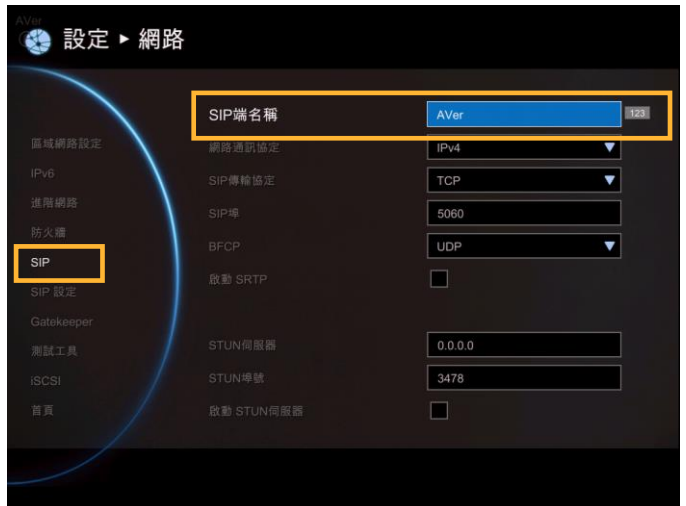 AVer
設定 ▸ 網路
SIP端名稱 AVer 123
區域網路設定 網路通訊協定 IPv4
IPv6 SIP傳輸協定 TCP
進階網路 SIP埠 5060
防火牆 BFCP UDP
SIP 啟動 SRTP
SIP 設定
Gatekeeper
測試工具 STUN伺服器 0.0.0.0
iSCSI STUN埠號 3478
首頁 啟動 STUN伺服器